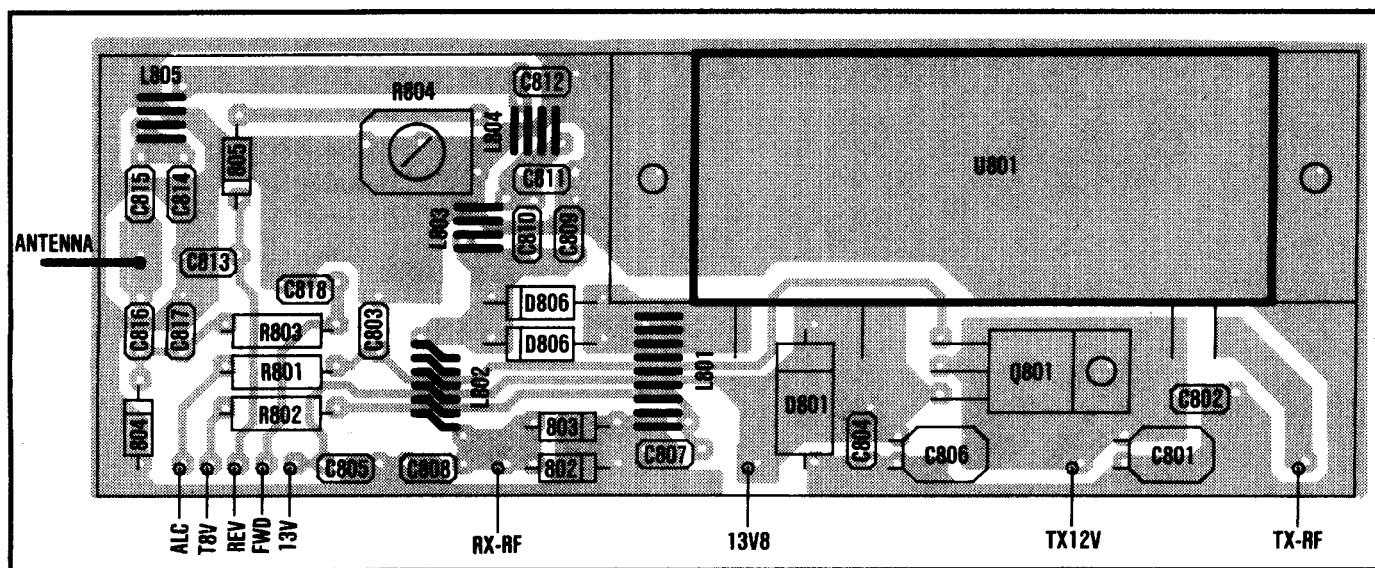 L805
C812
R804
L804
805
U801
C811
C815
C814
L803
C810
C809
ANTENNA
C813
C818
D806
C816
C817
R803
C803
D806
R801
L802
L801
D801
Q801
R802
C802
804
803
C804
C805
C808
802
C807
C806
C801
ALC
T8V
REV
FWD
13V
RX-RF
13V8
TX12V
TX-RF